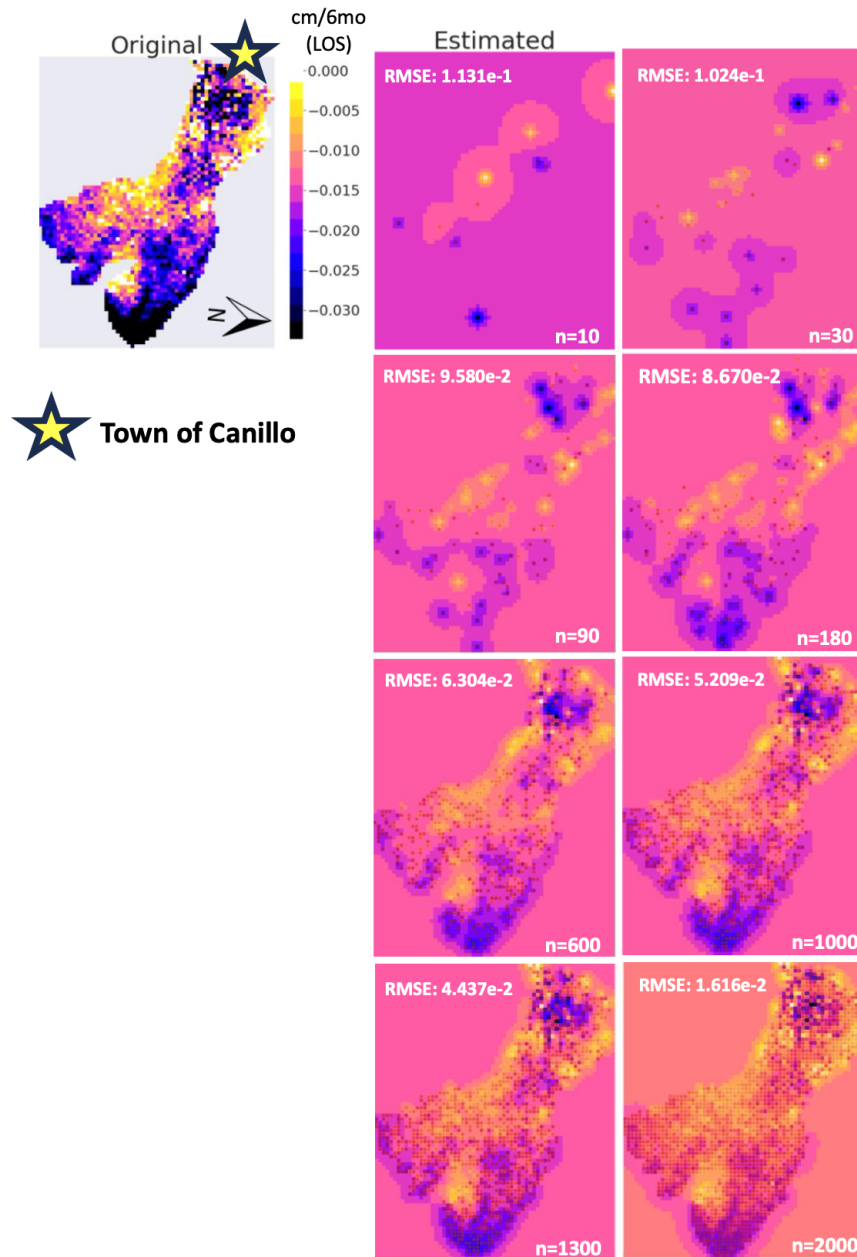 cm/6mo
(LOS)
Original
Estimated
0.000
−0.005
−0.010
−0.015
−0.020
−0.025
−0.030
N
RMSE: 1.131e-1
n=10
RMSE: 1.024e-1
n=30
Town of Canillo
RMSE: 9.580e-2
n=90
RMSE: 8.670e-2
n=180
RMSE: 6.304e-2
n=600
RMSE: 5.209e-2
n=1000
RMSE: 4.437e-2
n=1300
RMSE: 1.616e-2
n=2000